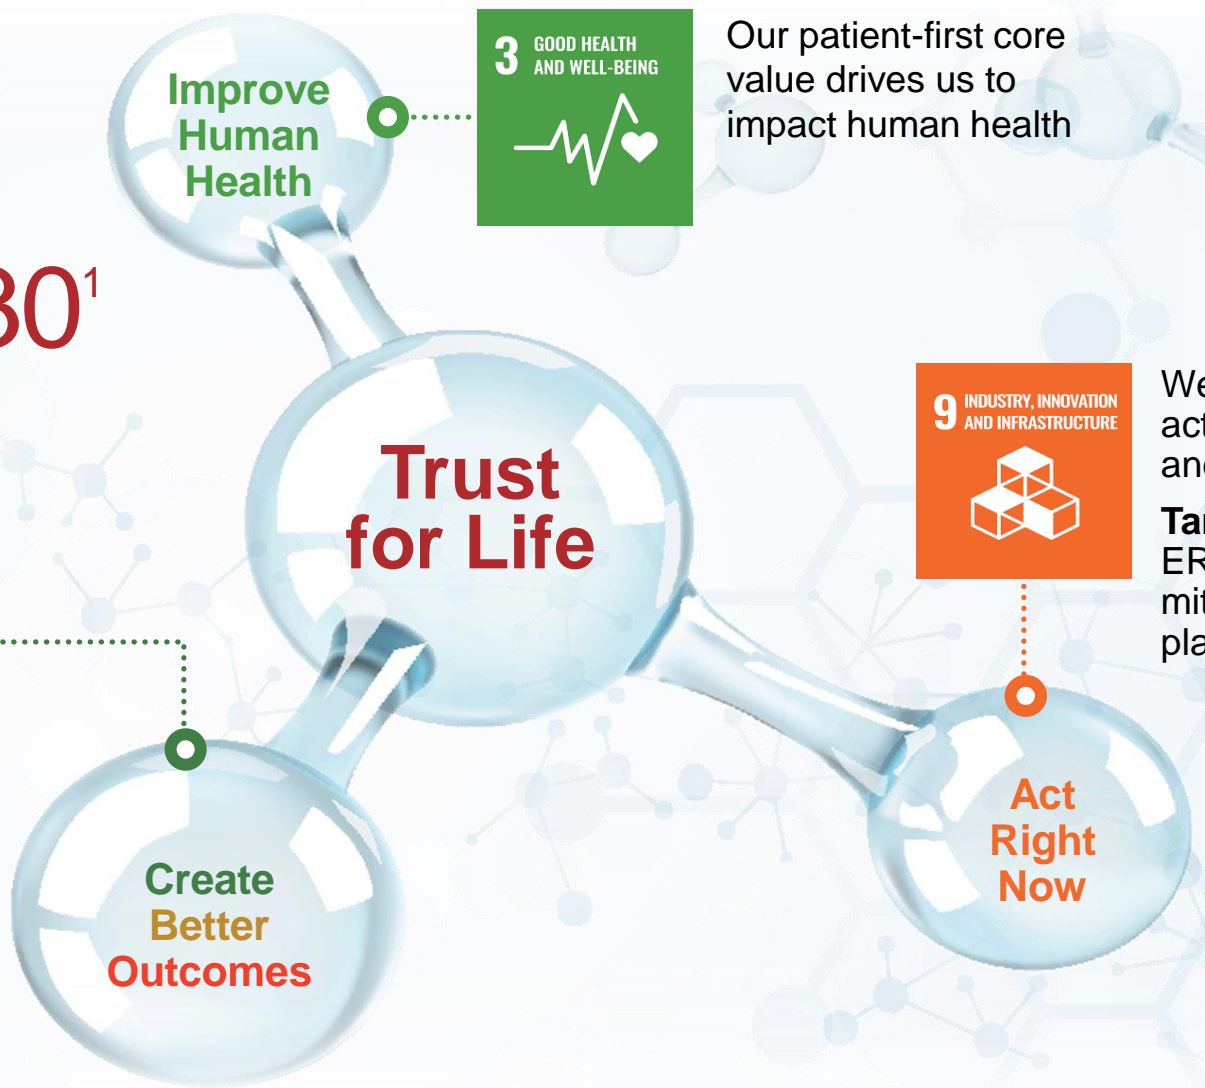 Improve
Human
Health
3 GOOD HEALTH
AND WELL-BEING
Our patient-first core
value drives us to
impact human health
30¹
Trust
for Life
9 INDUSTRY, INNOVATION
AND INFRASTRUCTURE
Create
Better
Outcomes
Act
Right
Now